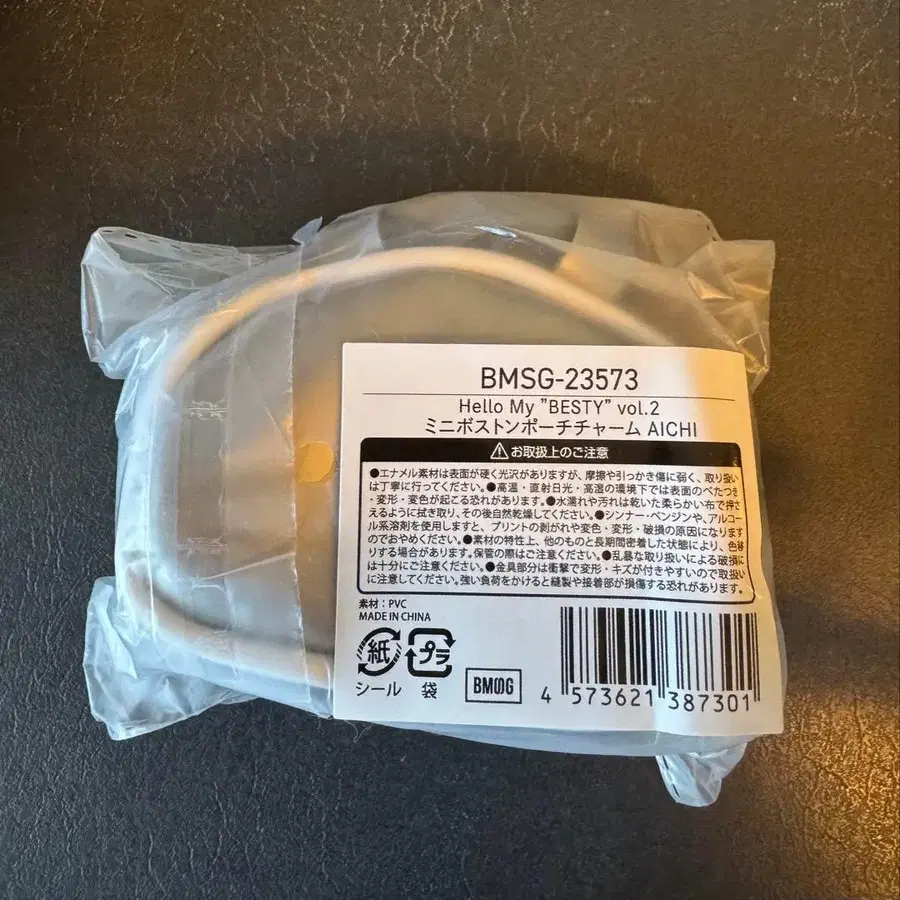 BMSG-23573
Hello My "BESTY" vol.2
ミニボストンポーチチャーム AICHI
⚠お取扱上のご注意
●エナメル素材は表面が硬く光沢がありますが、摩擦や引っかき傷に弱く、取り扱い
は丁寧に行ってください。●高温・直射日光・高湿の環境下では表面のべたつき
・変形・変色が起こる恐れがあります。●水濡れや汚れは乾いた柔らかい布で押さ
えるように拭き取り、その後自然乾燥してください。●シンナー・ベンジンや、アルコー
ル系溶剤を使用しますと、プリントの剥がれや変色・変形・破損の原因になります
のでおやめください。●素材の特性上、他のものと長期間密着した状態により、色移
りする場合があります。保管の際はご注意ください。●乱暴な取り扱いによる破損に
は十分にご注意ください。●金具部分は衝撃で変形・キズが付きやすいので取扱い
に注意してください。強い負荷をかけると縫製や接着部が損傷する恐れがあります。
素材：PVC
MADE IN CHINA
紙 プラ
シール 袋
BMSG
4 573621 387301